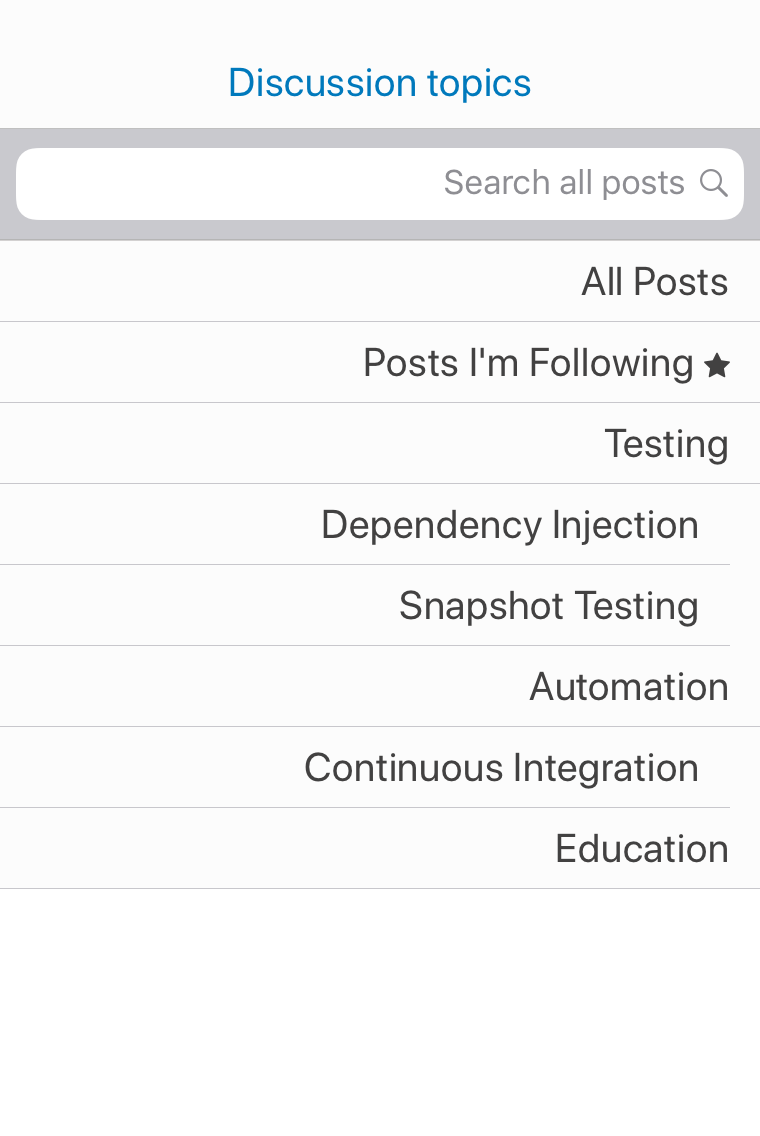 Discussion topics
Search all posts
All Posts
Posts I'm Following
Testing
Dependency Injection
Snapshot Testing
Automation
Continuous Integration
Education